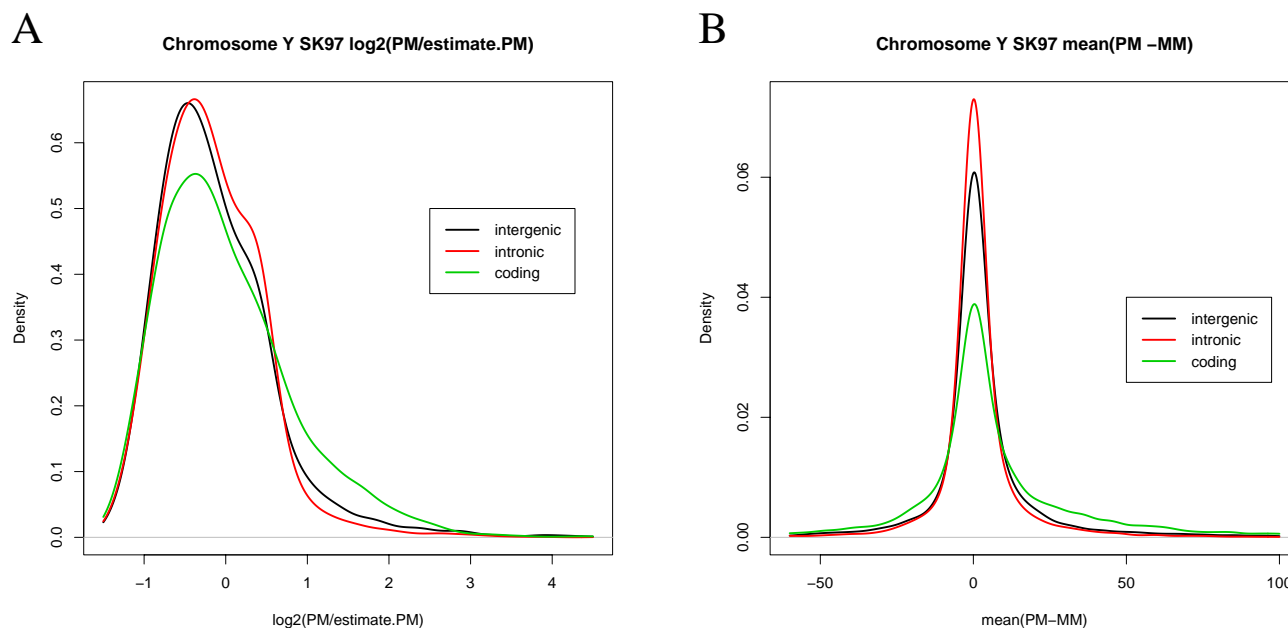 A
Chromosome Y SK97 log2(PM/estimate.PM)
Density
0.0
0.1
0.2
0.3
0.4
0.5
0.6
intergenic
intronic
coding
−1
0
1
2
3
4
log2(PM/estimate.PM)
B
Chromosome Y SK97 mean(PM −MM)
Density
0.00
0.02
0.04
0.06
intergenic
intronic
coding
−50
0
50
100
mean(PM−MM)